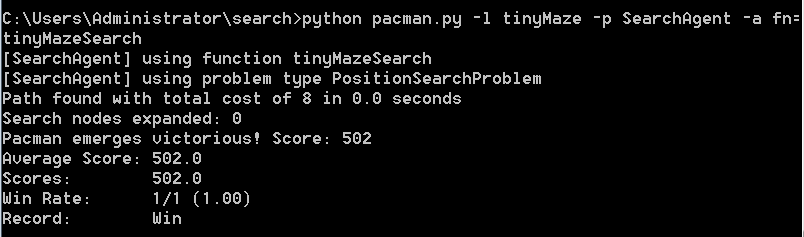 C:\Users\Administrator\search>python pacman.py -l tinyMaze -p SearchAgent -a fn=
tinyMazeSearch
[SearchAgent] using function tinyMazeSearch
[SearchAgent] using problem type PositionSearchProblem
Path found with total cost of 8 in 0.0 seconds
Search nodes expanded: 0
Pacman emerges victorious! Score: 502
Average Score: 502.0
Scores:        502.0
Win Rate:      1/1 (1.00)
Record:        Win